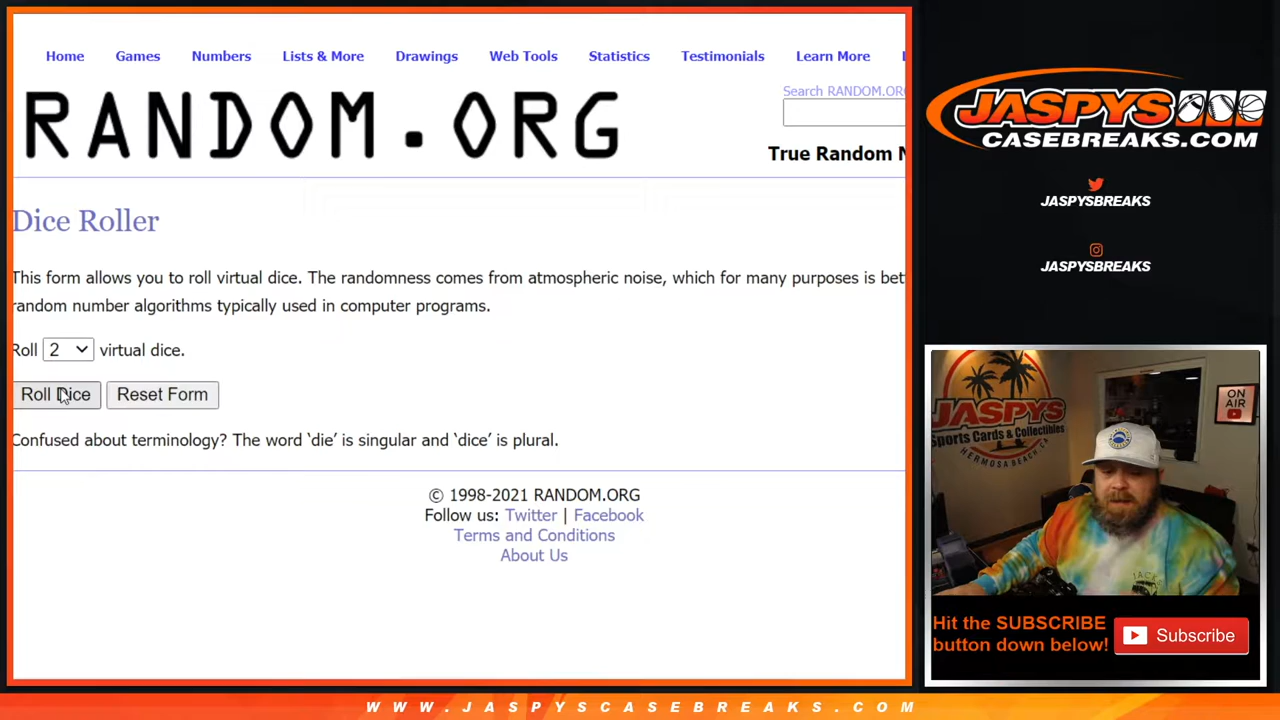 Home Games Numbers Lists & More Drawings Web Tools Statistics Testimonials Learn More
RANDOM.ORG
Search RANDOM.ORG
True Random N
Dice Roller
This form allows you to roll virtual dice. The randomness comes from atmospheric noise, which for many purposes is bet
random number algorithms typically used in computer programs.
Roll 2 virtual dice.
Roll Dice Reset Form
Confused about terminology? The word ‘die’ is singular and ‘dice’ is plural.
© 1998-2021 RANDOM.ORG
Follow us: Twitter | Facebook
Terms and Conditions
About Us
JASPYS
CASEBREAKS.COM
JASPYSBREAKS
JASPYSBREAKS
JASPYS
Sports Cards & Collectibles
HERMOSA BEACH, CA
ON
AIR
Hit the SUBSCRIBE
button down below!
Subscribe
WWW.JASPYSCASEBREAKS.COM